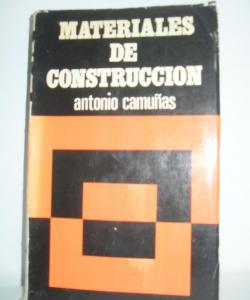 MATERIALES
DE
CONSTRUCCION
antonio camuñas